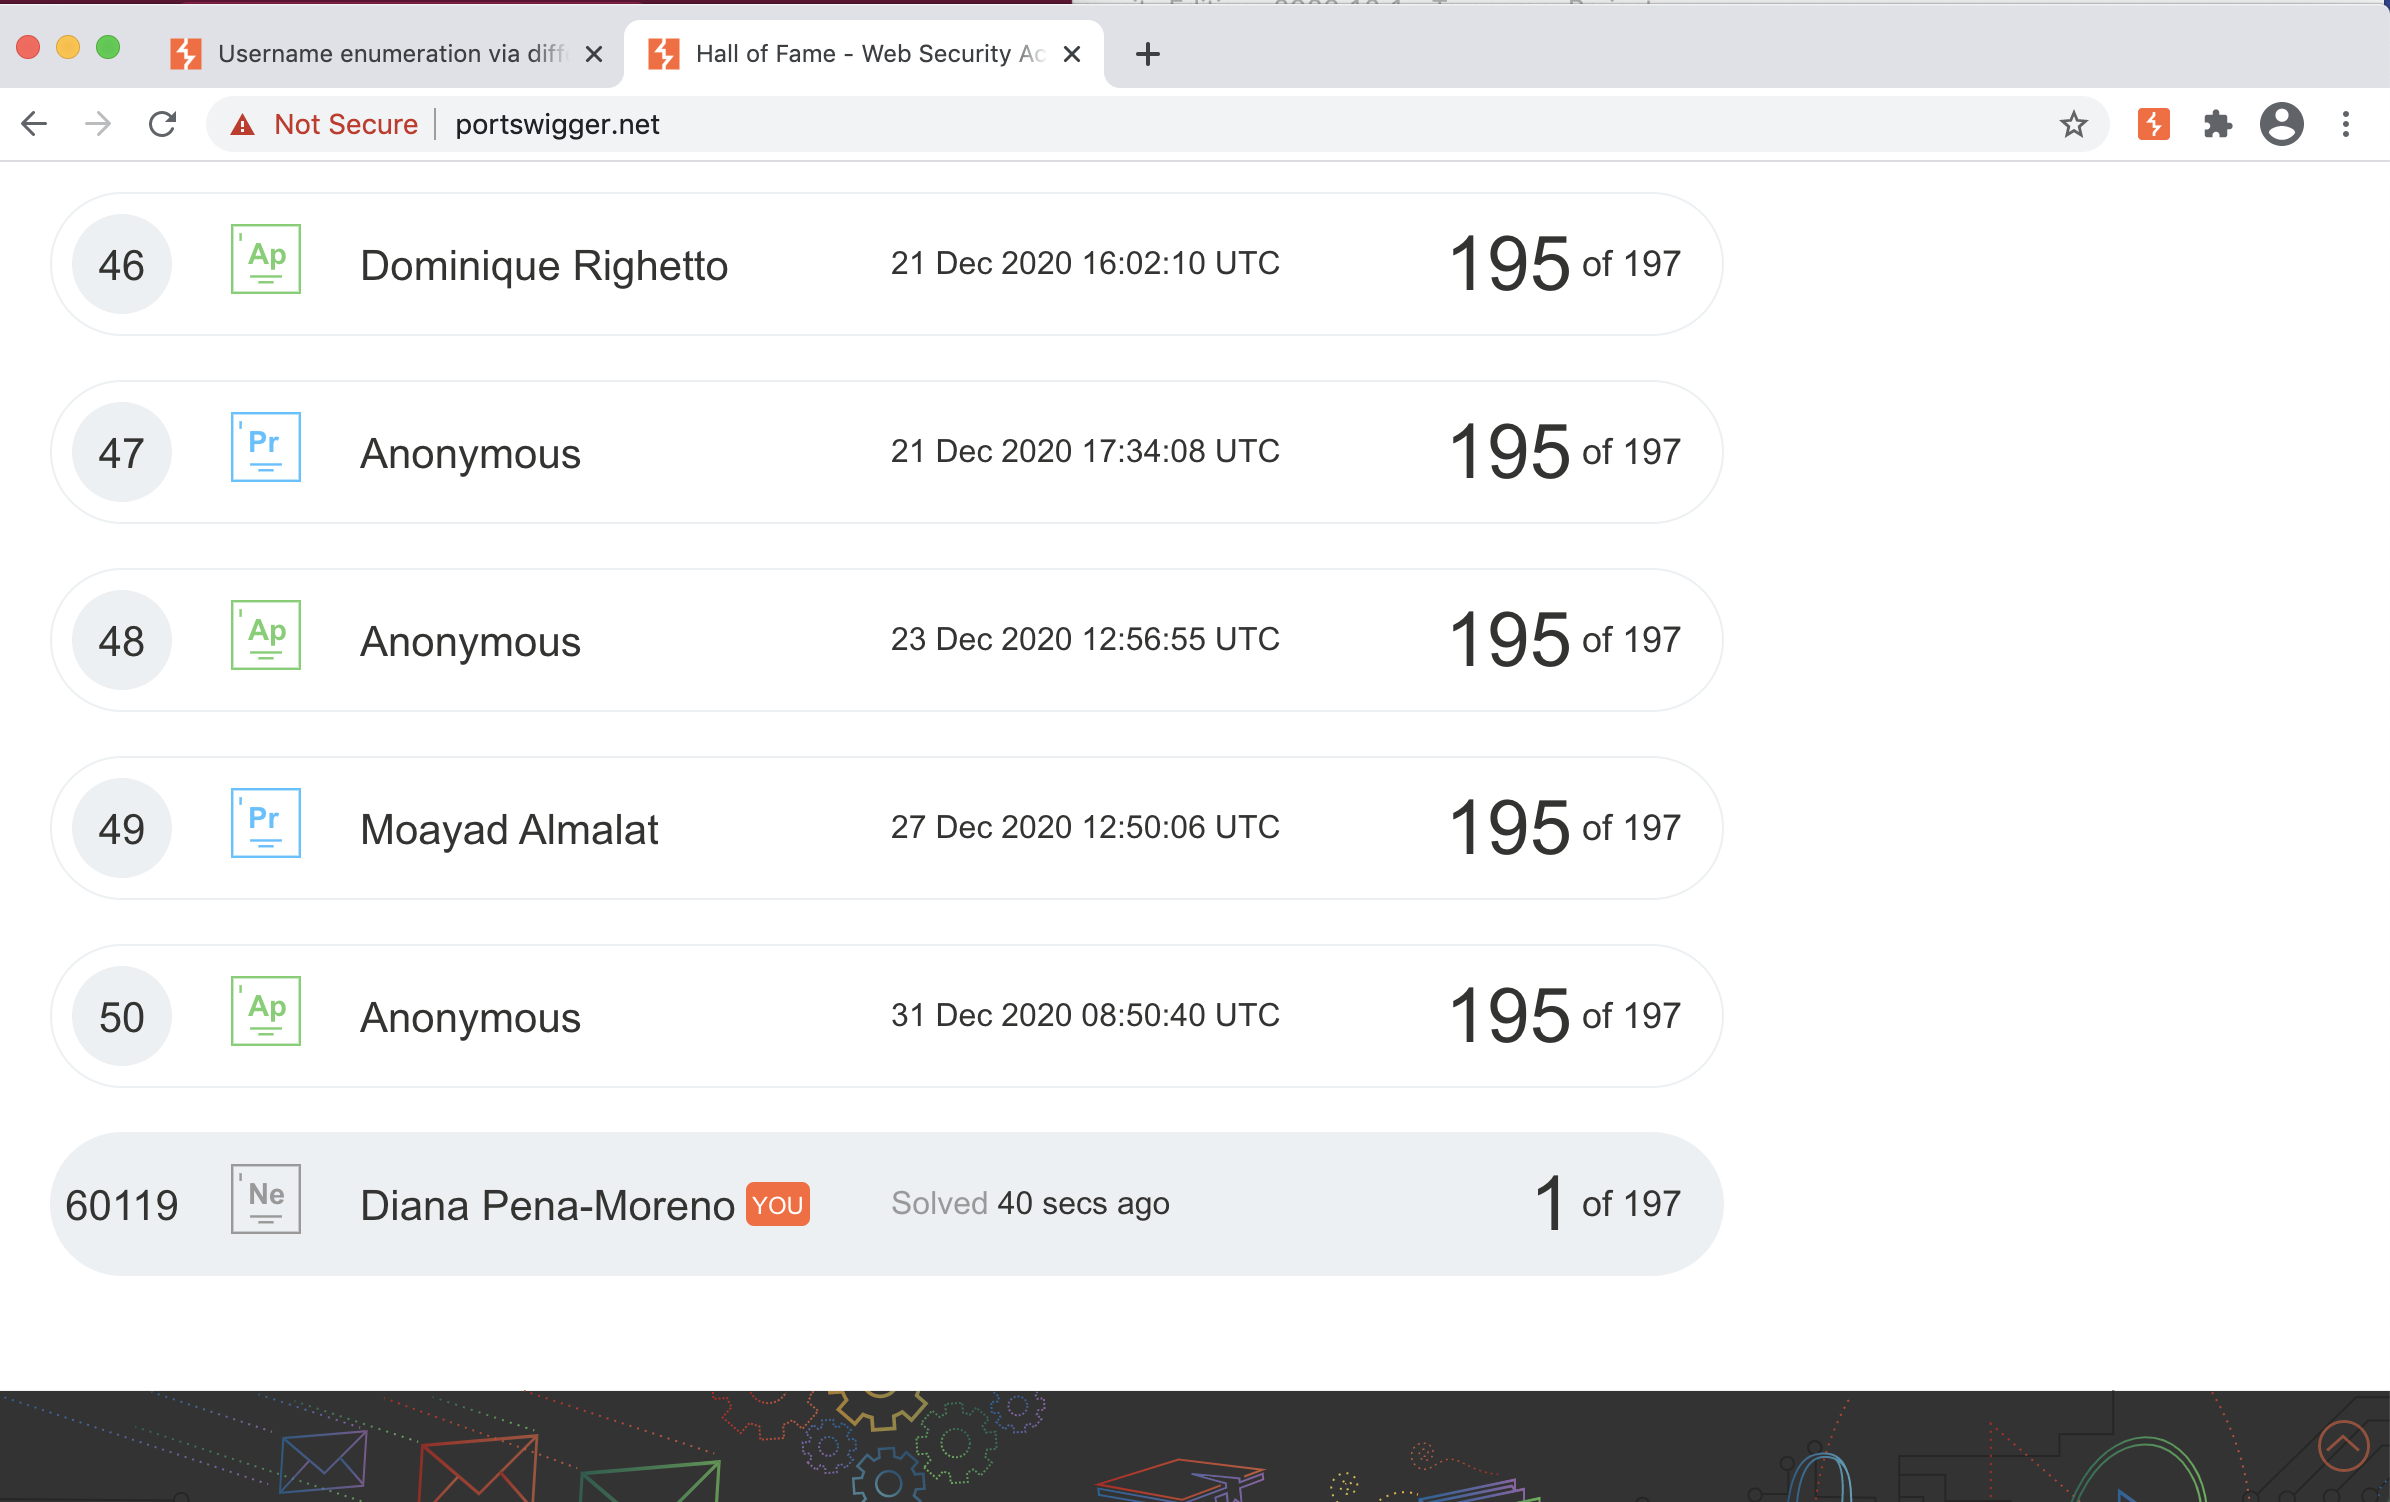 Username enumeration via diff
Hall of Fame - Web Security Ac
Not Secure
portswigger.net
46 Ap Dominique Righetto 21 Dec 2020 16:02:10 UTC 195 of 197
47 Pr Anonymous 21 Dec 2020 17:34:08 UTC 195 of 197
48 Ap Anonymous 23 Dec 2020 12:56:55 UTC 195 of 197
49 Pr Moayad Almalat 27 Dec 2020 12:50:06 UTC 195 of 197
50 Ap Anonymous 31 Dec 2020 08:50:40 UTC 195 of 197
60119 Ne Diana Pena-Moreno YOU Solved 40 secs ago 1 of 197